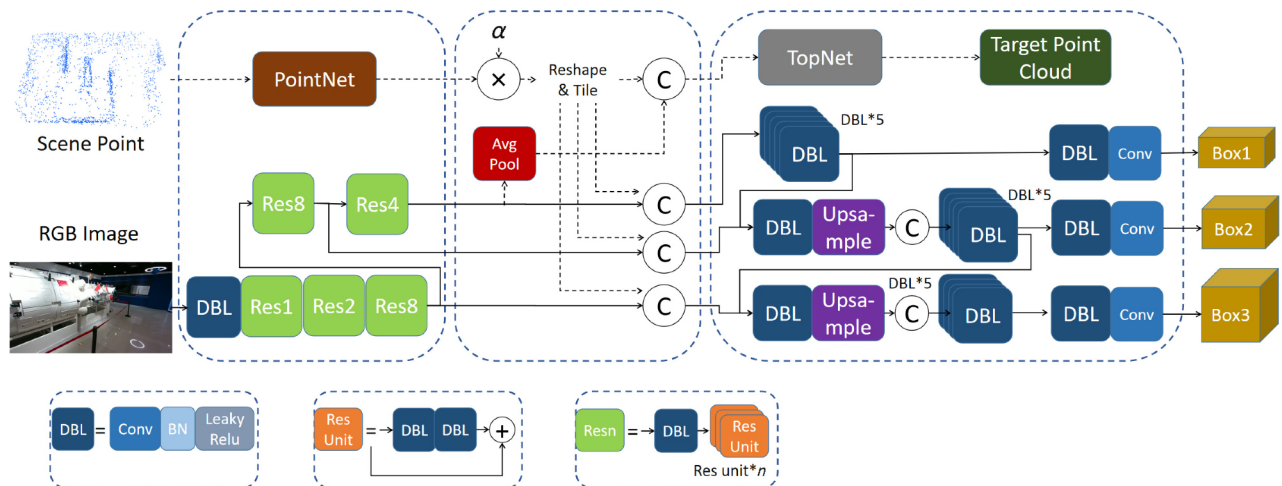 Scene Point
RGB Image
PointNet
Res8
Res4
DBL
Res1
Res2
Res8
α
×
Reshape
& Tile
C
Avg
Pool
C
C
C
TopNet
Target Point
Cloud
DBL*5
DBL
DBL
Conv
Box1
DBL
Upsa-
mple
C
DBL*5
DBL
DBL
Conv
Box2
DBL
Upsa-
mple
DBL*5
C
DBL
DBL
Conv
Box3
DBL
=
Conv
BN
Leaky
Relu
Res
Unit
=
DBL
DBL
+
Resn
=
DBL
Res
Unit
Res unit*n